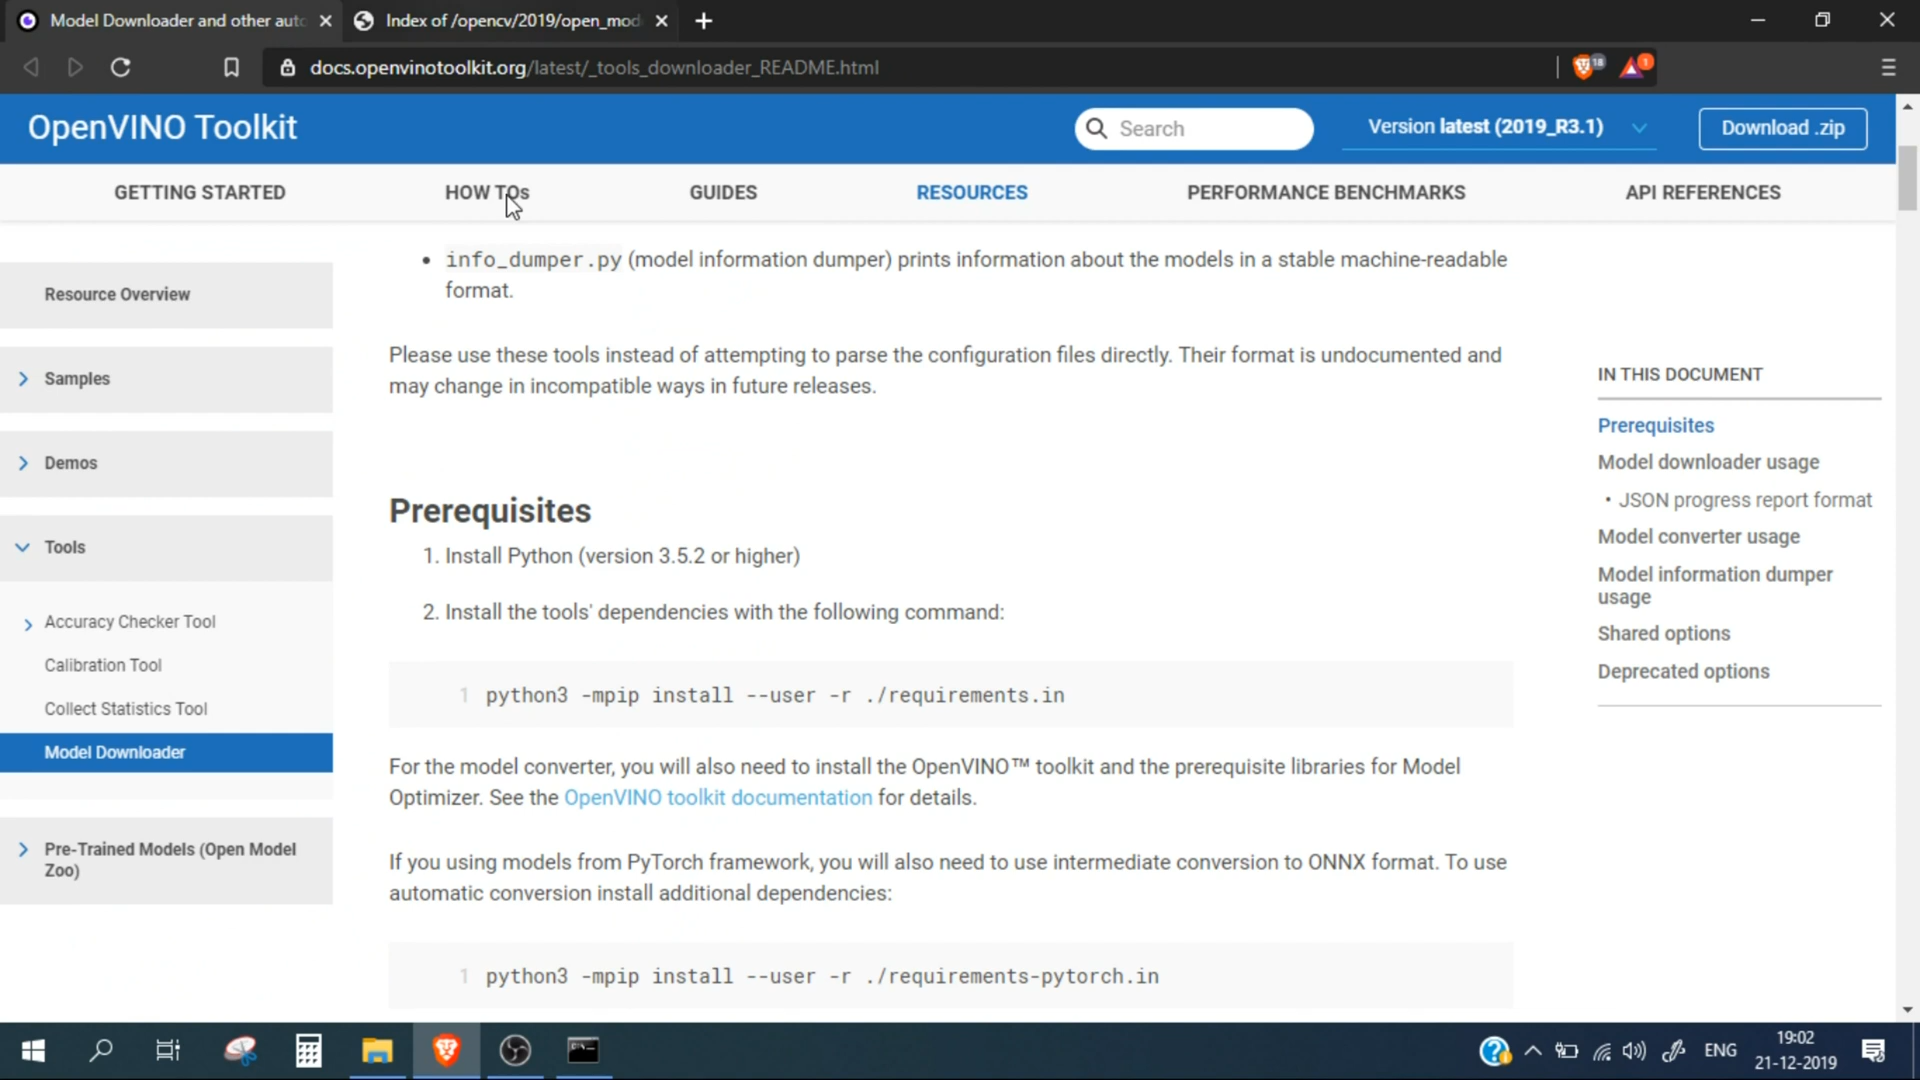 Model Downloader and other auto
Index of /opencv/2019/open_mod
docs.openvinotoolkit.org/latest/_tools_downloader_README.html
18
1
OpenVINO Toolkit
Search
Version latest (2019_R3.1)
Download .zip
GETTING STARTED
HOW TOs
GUIDES
RESOURCES
PERFORMANCE BENCHMARKS
API REFERENCES
Resource Overview
Samples
Demos
Tools
Accuracy Checker Tool
Calibration Tool
Collect Statistics Tool
Model Downloader
Pre-Trained Models (Open Model
Zoo)
• info_dumper.py (model information dumper) prints information about the models in a stable machine-readable
format.
Please use these tools instead of attempting to parse the configuration files directly. Their format is undocumented and
may change in incompatible ways in future releases.
Prerequisites
1. Install Python (version 3.5.2 or higher)
2. Install the tools' dependencies with the following command:
1 python3 -mpip install --user -r ./requirements.in
For the model converter, you will also need to install the OpenVINO™ toolkit and the prerequisite libraries for Model
Optimizer. See the OpenVINO toolkit documentation for details.
If you using models from PyTorch framework, you will also need to use intermediate conversion to ONNX format. To use
automatic conversion install additional dependencies:
1 python3 -mpip install --user -r ./requirements-pytorch.in
IN THIS DOCUMENT
Prerequisites
Model downloader usage
• JSON progress report format
Model converter usage
Model information dumper
usage
Shared options
Deprecated options
ENG
19:02
21-12-2019